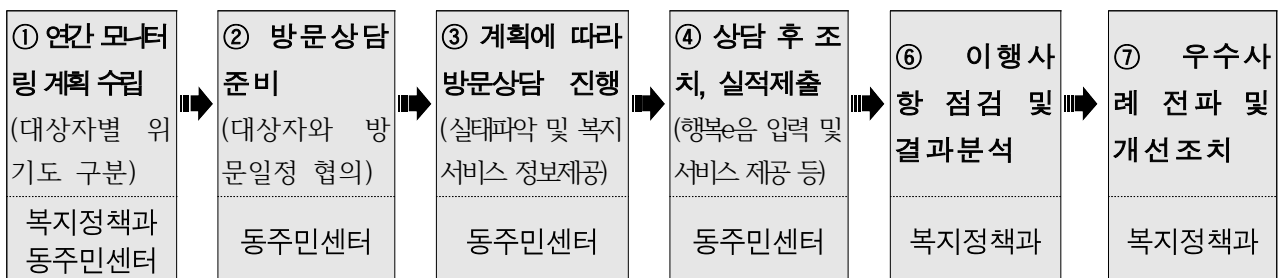 ① 연간 모니터
링 계획 수립
(대상자별 위
기도 구분)
복지정책과
동주민센터
② 방문상담
준비
(대상자와 방
문일정 협의)
동주민센터
③ 계획에 따라
방문상담 진행
(실태파악 및 복지
서비스 정보제공)
동주민센터
④ 상담 후 조
치, 실적제출
(행복e음 입력 및
서비스 제공 등)
동주민센터
⑥ 이행사
항 점검 및
결과분석
복지정책과
⑦ 우수사
례 전파 및
개선조치
복지정책과